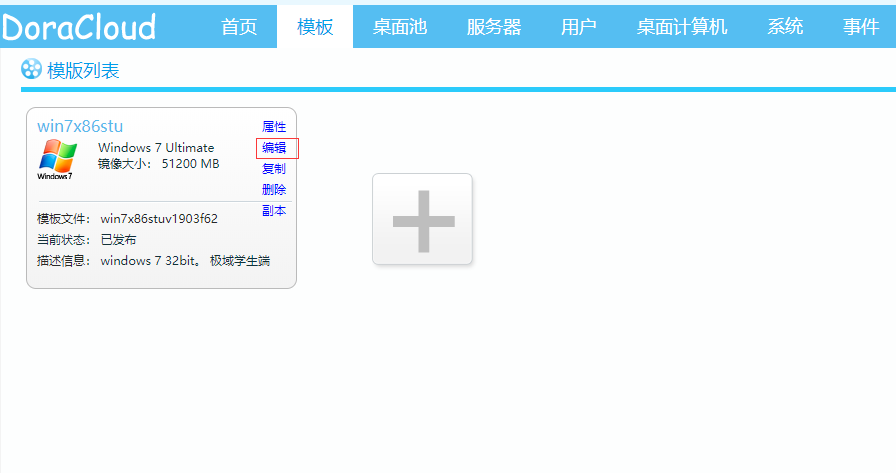 DoraCloud 首页 模板 桌面池 服务器 用户 桌面计算机 系统 事件
模版列表
win7x86stu
属性
Windows 7 Ultimate
编辑
镜像大小： 51200 MB
Windows7
复制
删除
副本
模板文件： win7x86stuv1903f62
当前状态： 已发布
描述信息： windows 7 32bit。 极域学生端